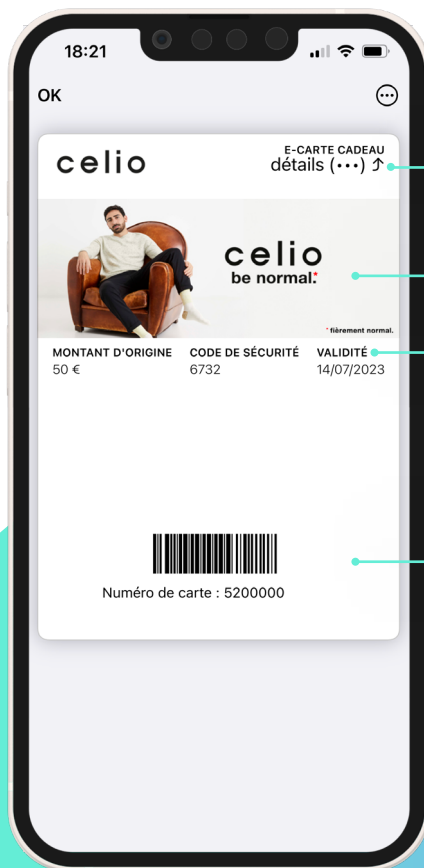 18:21
OK
celio
E-CARTE CADEAU
détails (•••) ⤴
celio
be normal.*
* fièrement normal.
MONTANT D'ORIGINE CODE DE SÉCURITÉ VALIDITÉ
50 € 6732 14/07/2023
Numéro de carte : 5200000